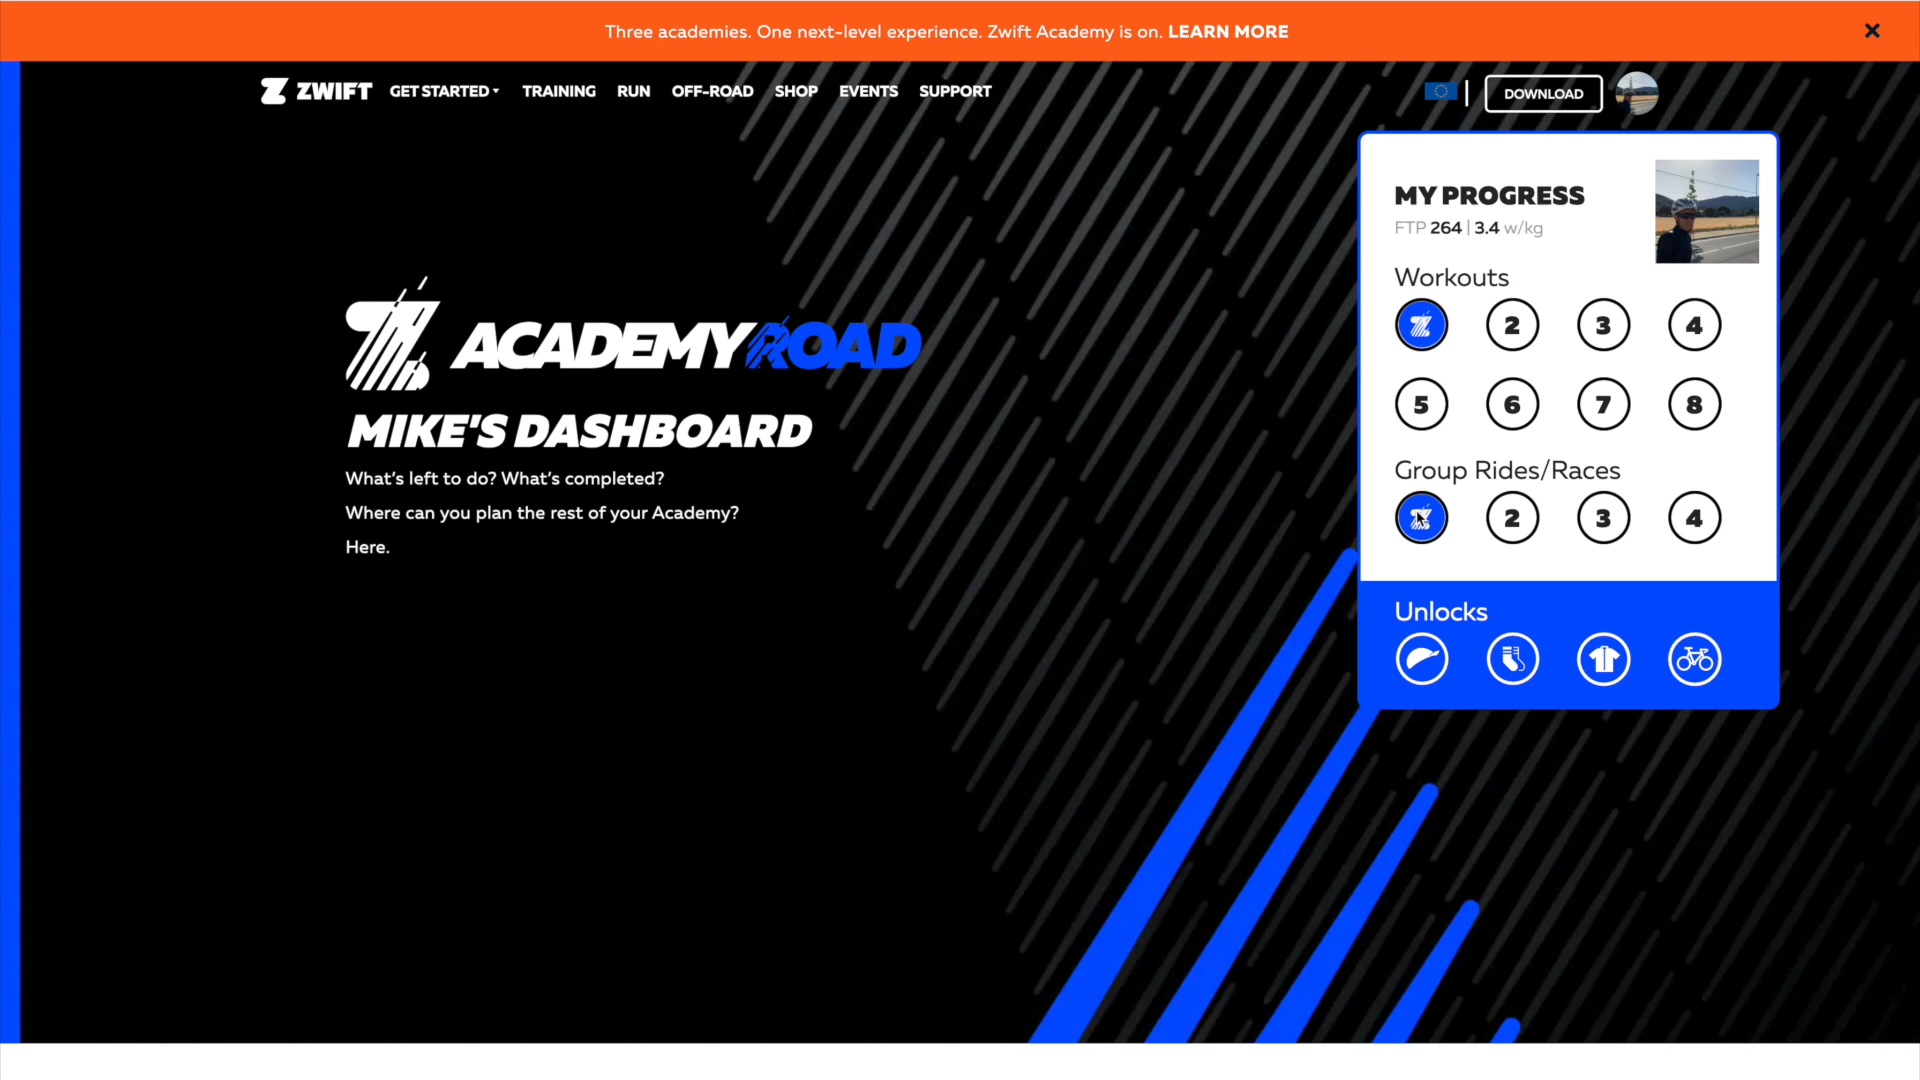 Three academies. One next-level experience. Zwift Academy is on. LEARN MORE
ZWIFT GET STARTED TRAINING RUN OFF-ROAD SHOP EVENTS SUPPORT DOWNLOAD
ACADEMY ROAD
MIKE'S DASHBOARD
What's left to do? What's completed?
Where can you plan the rest of your Academy?
Here.
MY PROGRESS
FTP 264 | 3.4 w/kg
Workouts
2 3 4
5 6 7 8
Group Rides/Races
2 3 4
Unlocks